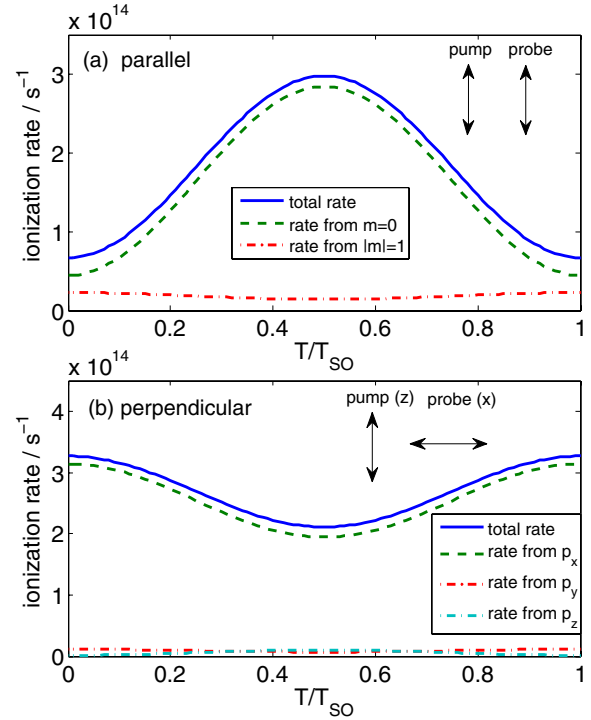 x 10^14
(a) parallel
pump
probe
ionization rate / s^-1
3
2
1
0
total rate
rate from m=0
rate from |m|=1
0 0.2 0.4 0.6 0.8 1
T/T_SO
x 10^14
(b) perpendicular
pump (z)
probe (x)
ionization rate / s^-1
4
3
2
1
0
total rate
rate from p_x
rate from p_y
rate from p_z
0 0.2 0.4 0.6 0.8 1
T/T_SO